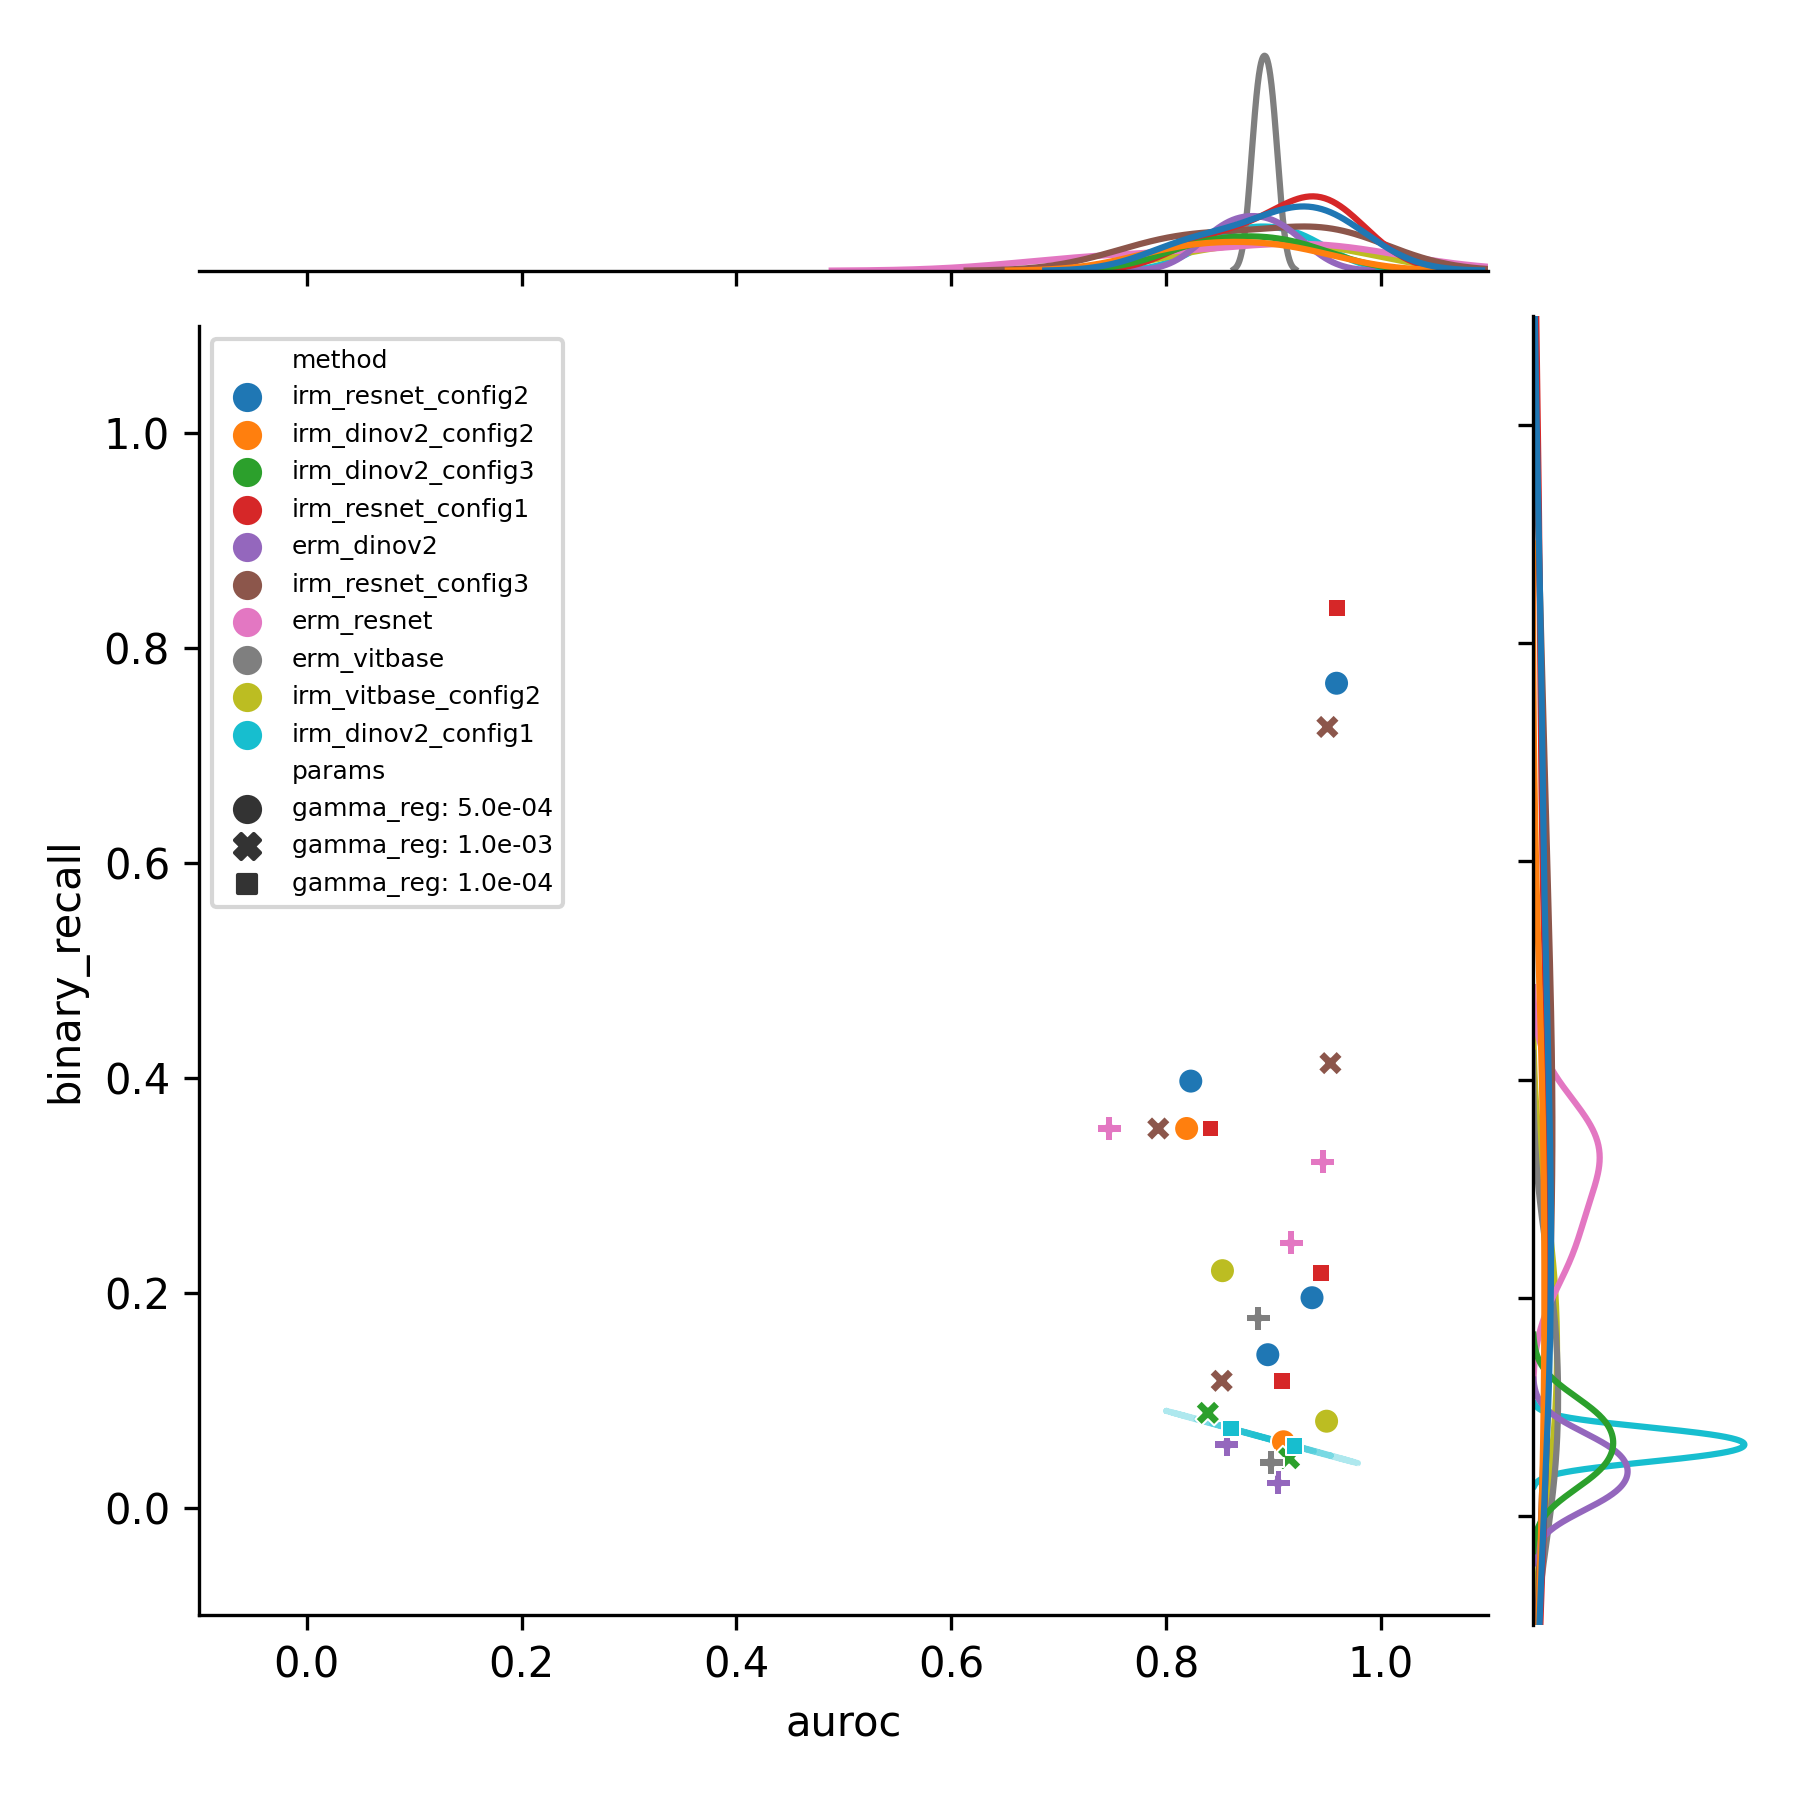 method
irm_resnet_config2
irm_dinov2_config2
irm_dinov2_config3
irm_resnet_config1
erm_dinov2
irm_resnet_config3
erm_resnet
erm_vitbase
irm_vitbase_config2
irm_dinov2_config1
params
gamma_reg: 5.0e-04
gamma_reg: 1.0e-03
gamma_reg: 1.0e-04
1.0
0.8
0.6
0.4
0.2
0.0
binary_recall
0.0 0.2 0.4 0.6 0.8 1.0
auroc